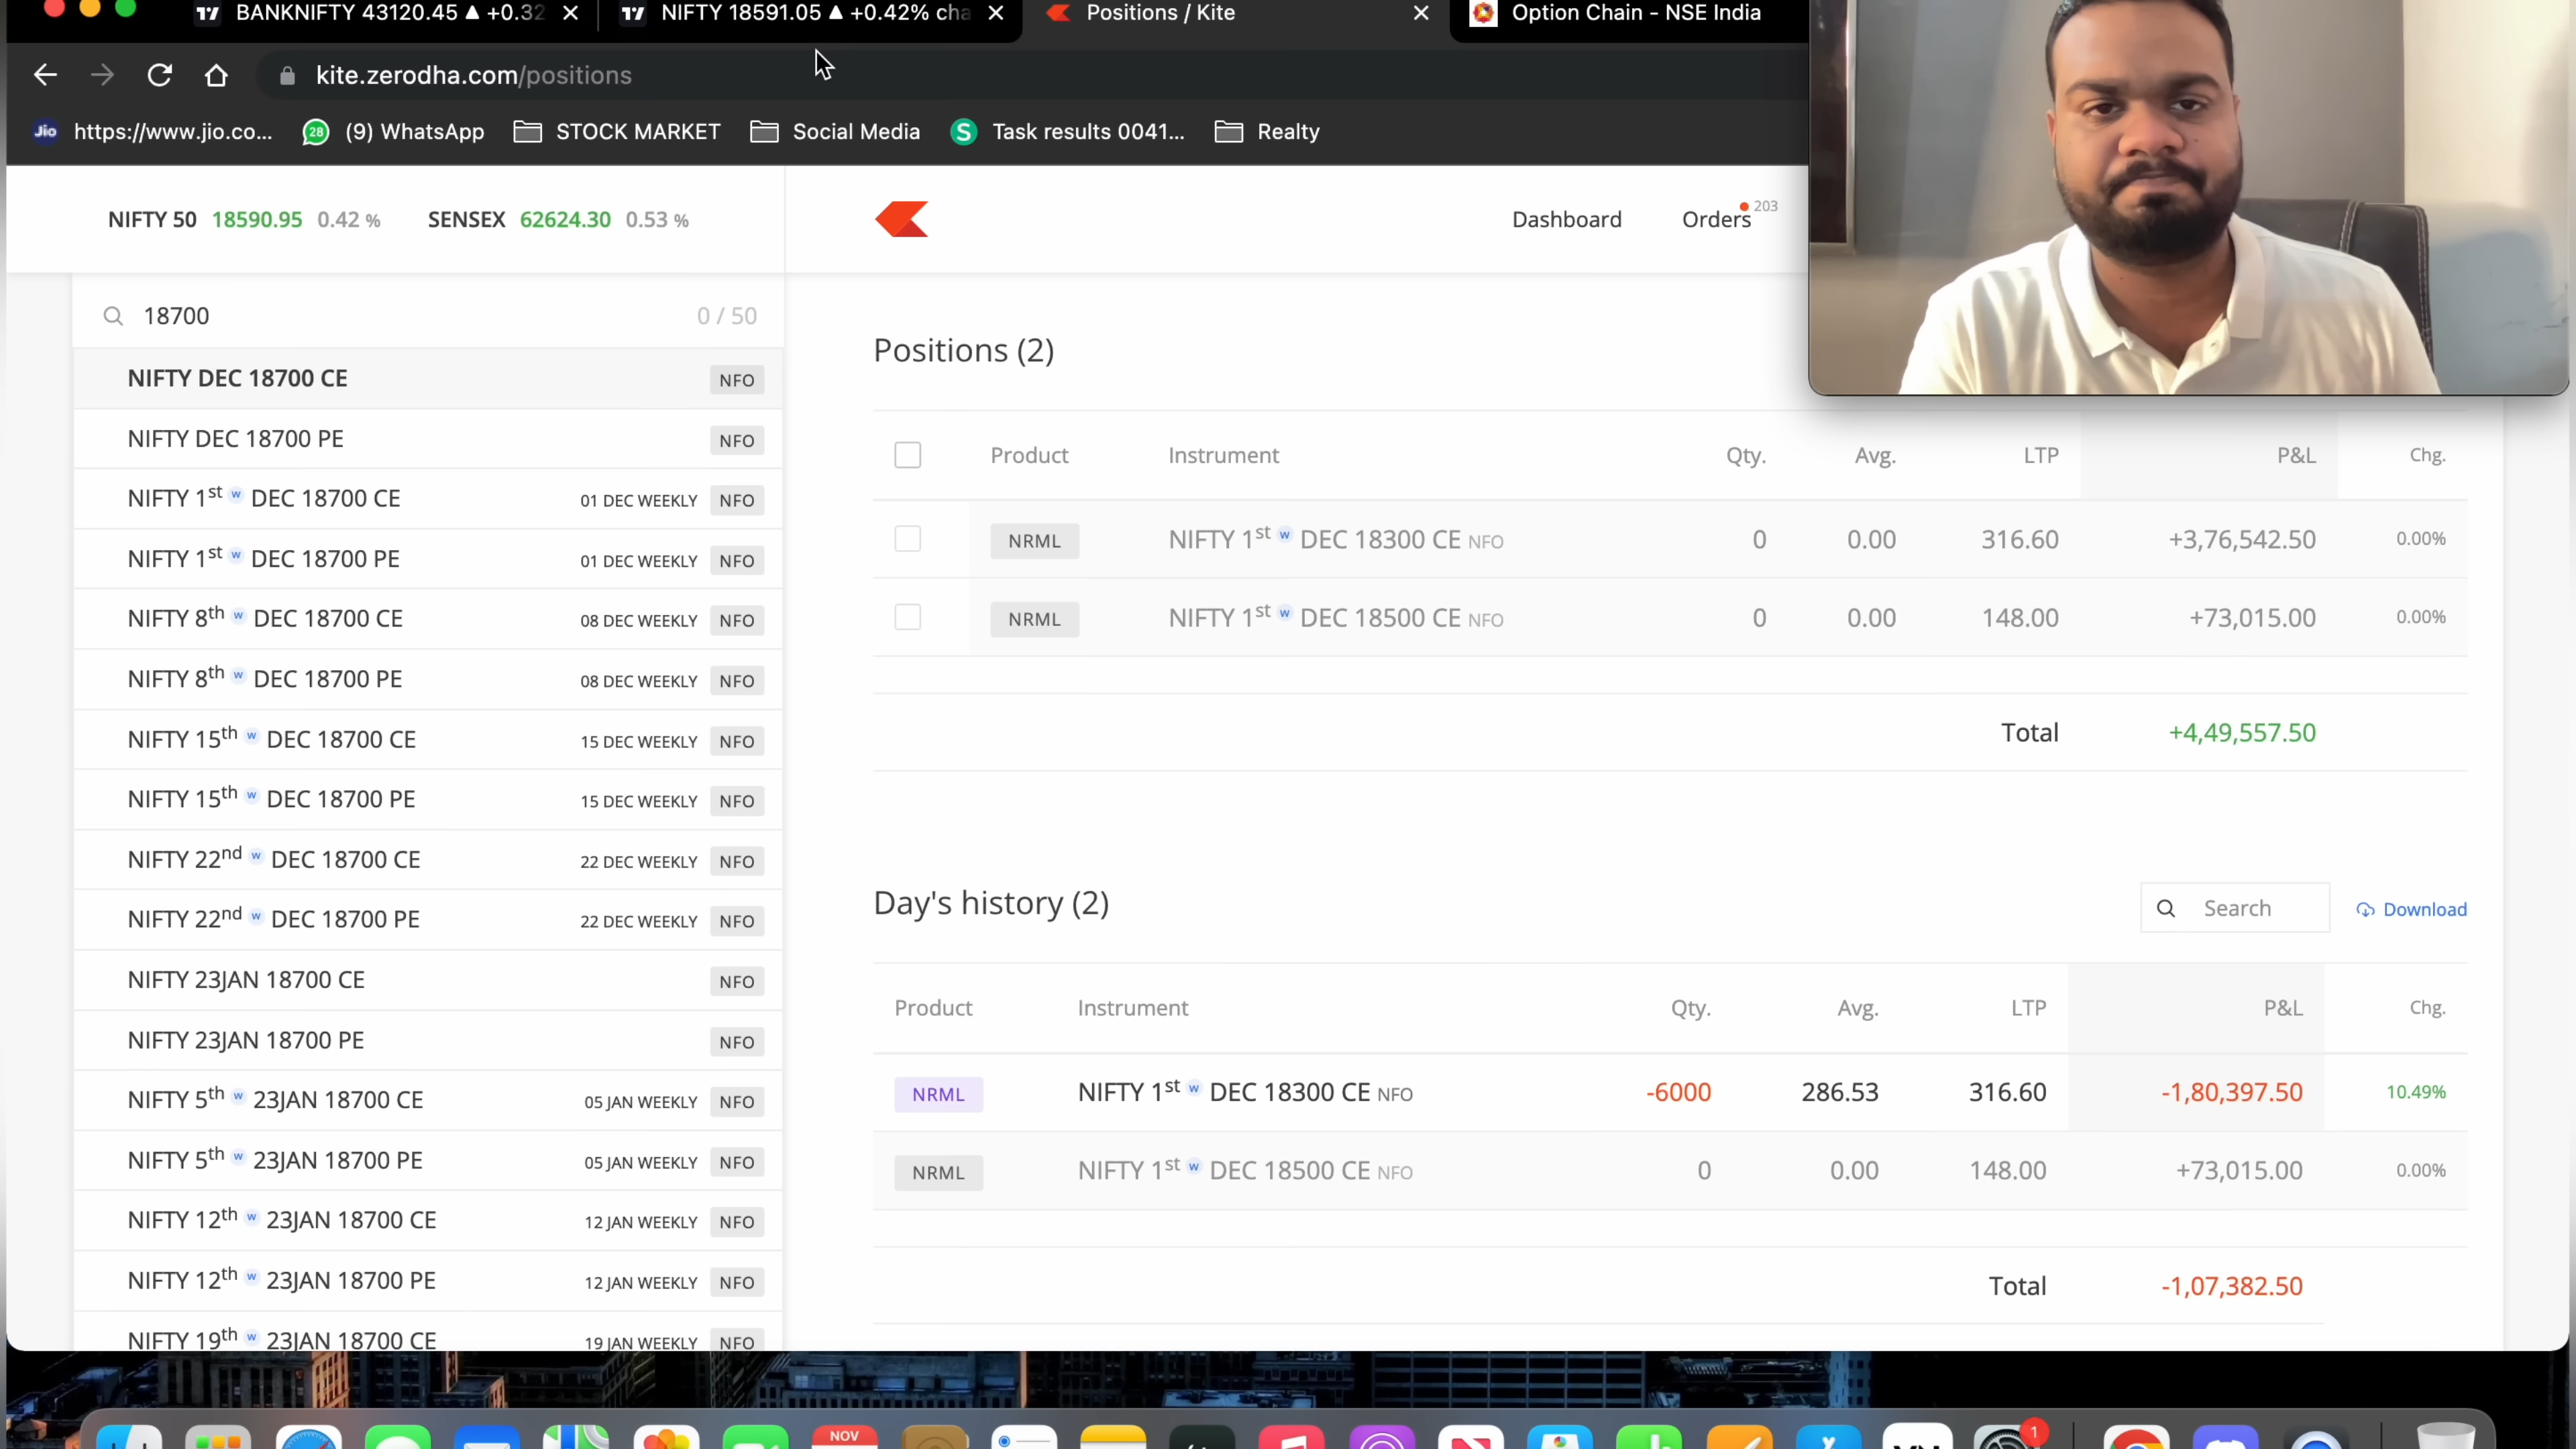 BANKNIFTY 43120.45 ▲ +0.32
NIFTY 18591.05 ▲ +0.42% cha
Positions / Kite
Option Chain - NSE India
kite.zerodha.com/positions
Jio https://www.jio.co...
28 (9) WhatsApp
STOCK MARKET
Social Media
S Task results 0041...
Realty
NIFTY 50 18590.95 0.42 %
SENSEX 62624.30 0.53 %
Dashboard
Orders 203
18700 0 / 50
NIFTY DEC 18700 CE NFO
NIFTY DEC 18700 PE NFO
NIFTY 1st w DEC 18700 CE 01 DEC WEEKLY NFO
NIFTY 1st w DEC 18700 PE 01 DEC WEEKLY NFO
NIFTY 8th w DEC 18700 CE 08 DEC WEEKLY NFO
NIFTY 8th w DEC 18700 PE 08 DEC WEEKLY NFO
NIFTY 15th w DEC 18700 CE 15 DEC WEEKLY NFO
NIFTY 15th w DEC 18700 PE 15 DEC WEEKLY NFO
NIFTY 22nd w DEC 18700 CE 22 DEC WEEKLY NFO
NIFTY 22nd w DEC 18700 PE 22 DEC WEEKLY NFO
NIFTY 23JAN 18700 CE NFO
NIFTY 23JAN 18700 PE NFO
NIFTY 5th w 23JAN 18700 CE 05 JAN WEEKLY NFO
NIFTY 5th w 23JAN 18700 PE 05 JAN WEEKLY NFO
NIFTY 12th w 23JAN 18700 CE 12 JAN WEEKLY NFO
NIFTY 12th w 23JAN 18700 PE 12 JAN WEEKLY NFO
NIFTY 19th w 23JAN 18700 CE 19 JAN WEEKLY NFO
Positions (2)
Product Instrument Qty. Avg. LTP P&L Chg.
NRML NIFTY 1st w DEC 18300 CE NFO 0 0.00 316.60 +3,76,542.50 0.00%
NRML NIFTY 1st w DEC 18500 CE NFO 0 0.00 148.00 +73,015.00 0.00%
Total +4,49,557.50
Day's history (2)
Search
Download
Product Instrument Qty. Avg. LTP P&L Chg.
NRML NIFTY 1st w DEC 18300 CE NFO -6000 286.53 316.60 -1,80,397.50 10.49%
NRML NIFTY 1st w DEC 18500 CE NFO 0 0.00 148.00 +73,015.00 0.00%
Total -1,07,382.50
NOV
1